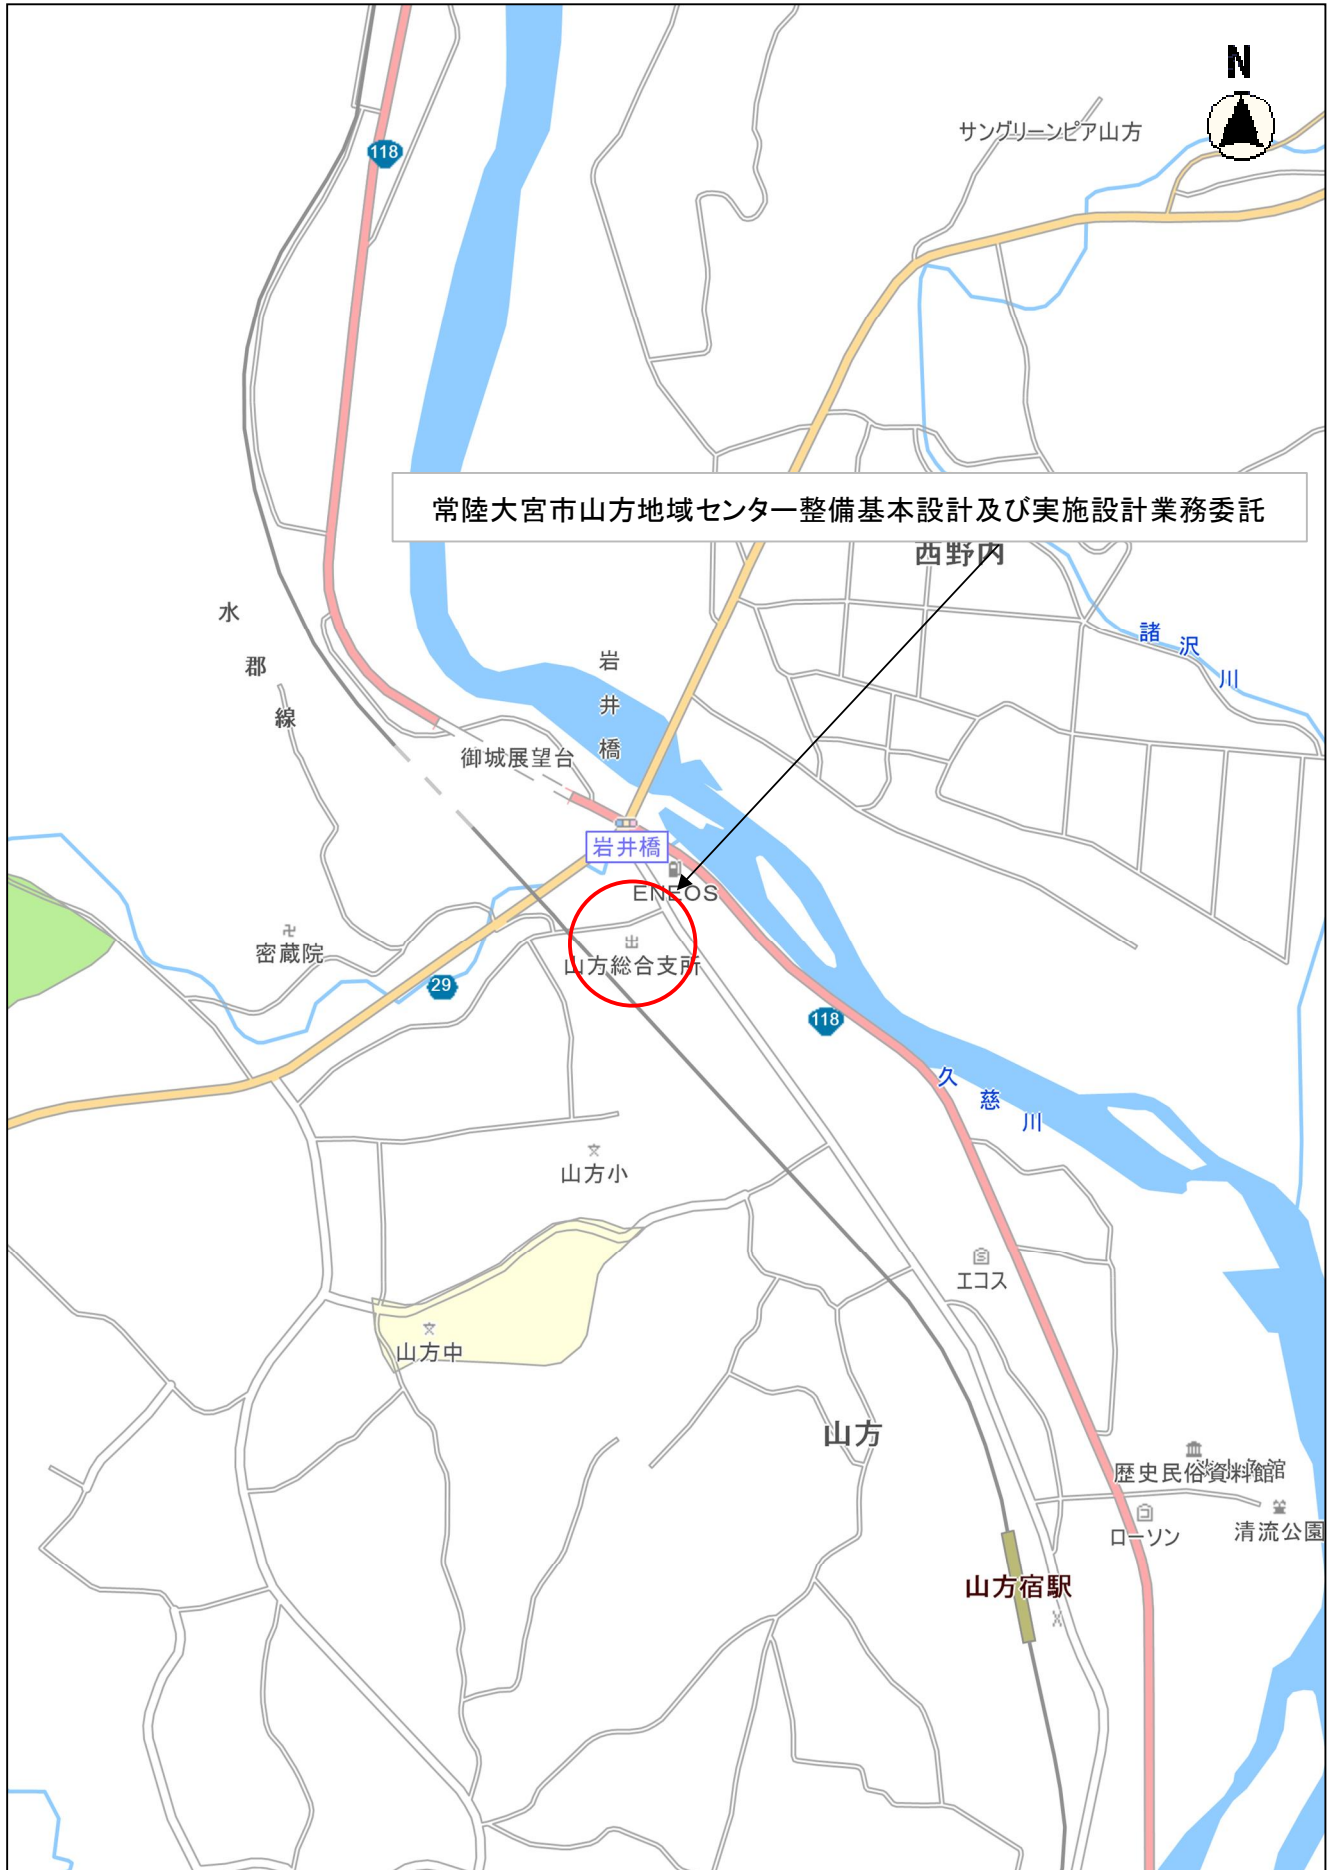 N
サングリーンピア山方
118
常陸大宮市山方地域センター整備基本設計及び実施設計業務委託
西野内
諸沢川
水郡線
岩井橋
御城展望台
岩井橋
ENEOS
密蔵院
山方総合支所
29
118
久慈川
山方小
エコス
山方中
山方
歴史民俗資料館
ローソン
清流公園
山方宿駅